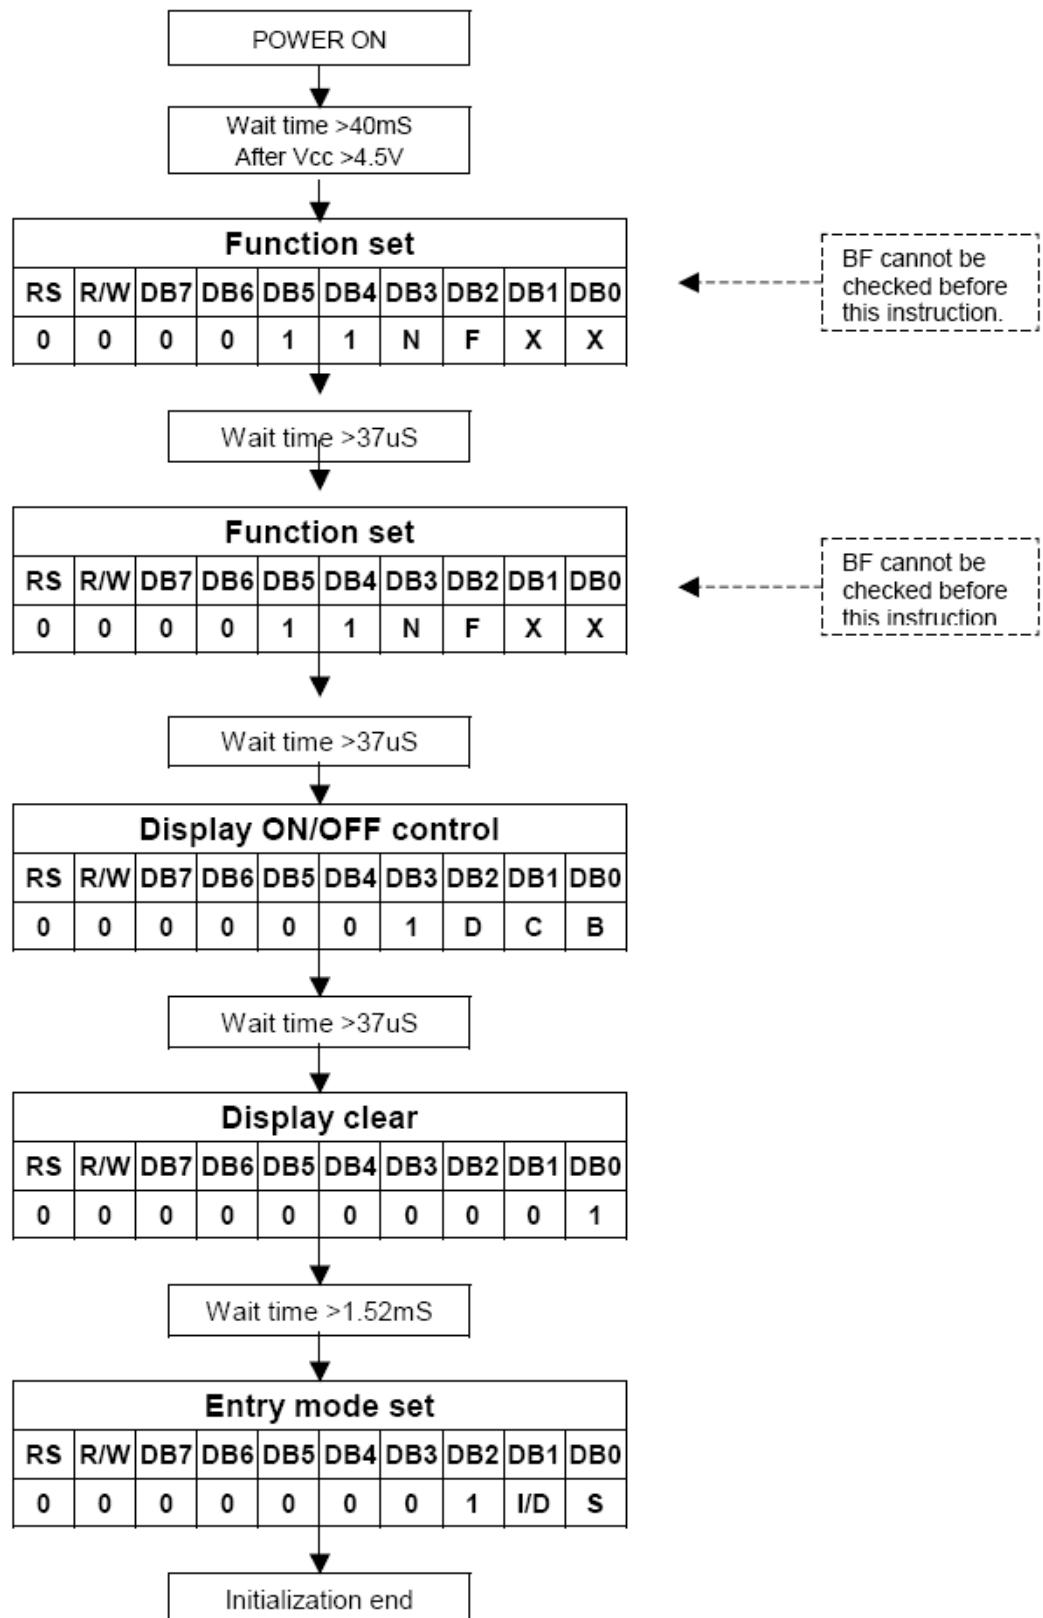 POWER ON
Wait time >40mS
After Vcc >4.5V
Function set
RS R/W DB7 DB6 DB5 DB4 DB3 DB2 DB1 DB0
0 0 0 0 1 1 N F X X
BF cannot be
checked before
this instruction.
Wait time >37uS
Function set
RS R/W DB7 DB6 DB5 DB4 DB3 DB2 DB1 DB0
0 0 0 0 1 1 N F X X
BF cannot be
checked before
this instruction
Wait time >37uS
Display ON/OFF control
RS R/W DB7 DB6 DB5 DB4 DB3 DB2 DB1 DB0
0 0 0 0 0 0 1 D C B
Wait time >37uS
Display clear
RS R/W DB7 DB6 DB5 DB4 DB3 DB2 DB1 DB0
0 0 0 0 0 0 0 0 0 1
Wait time >1.52mS
Entry mode set
RS R/W DB7 DB6 DB5 DB4 DB3 DB2 DB1 DB0
0 0 0 0 0 0 0 1 I/D S
Initialization end